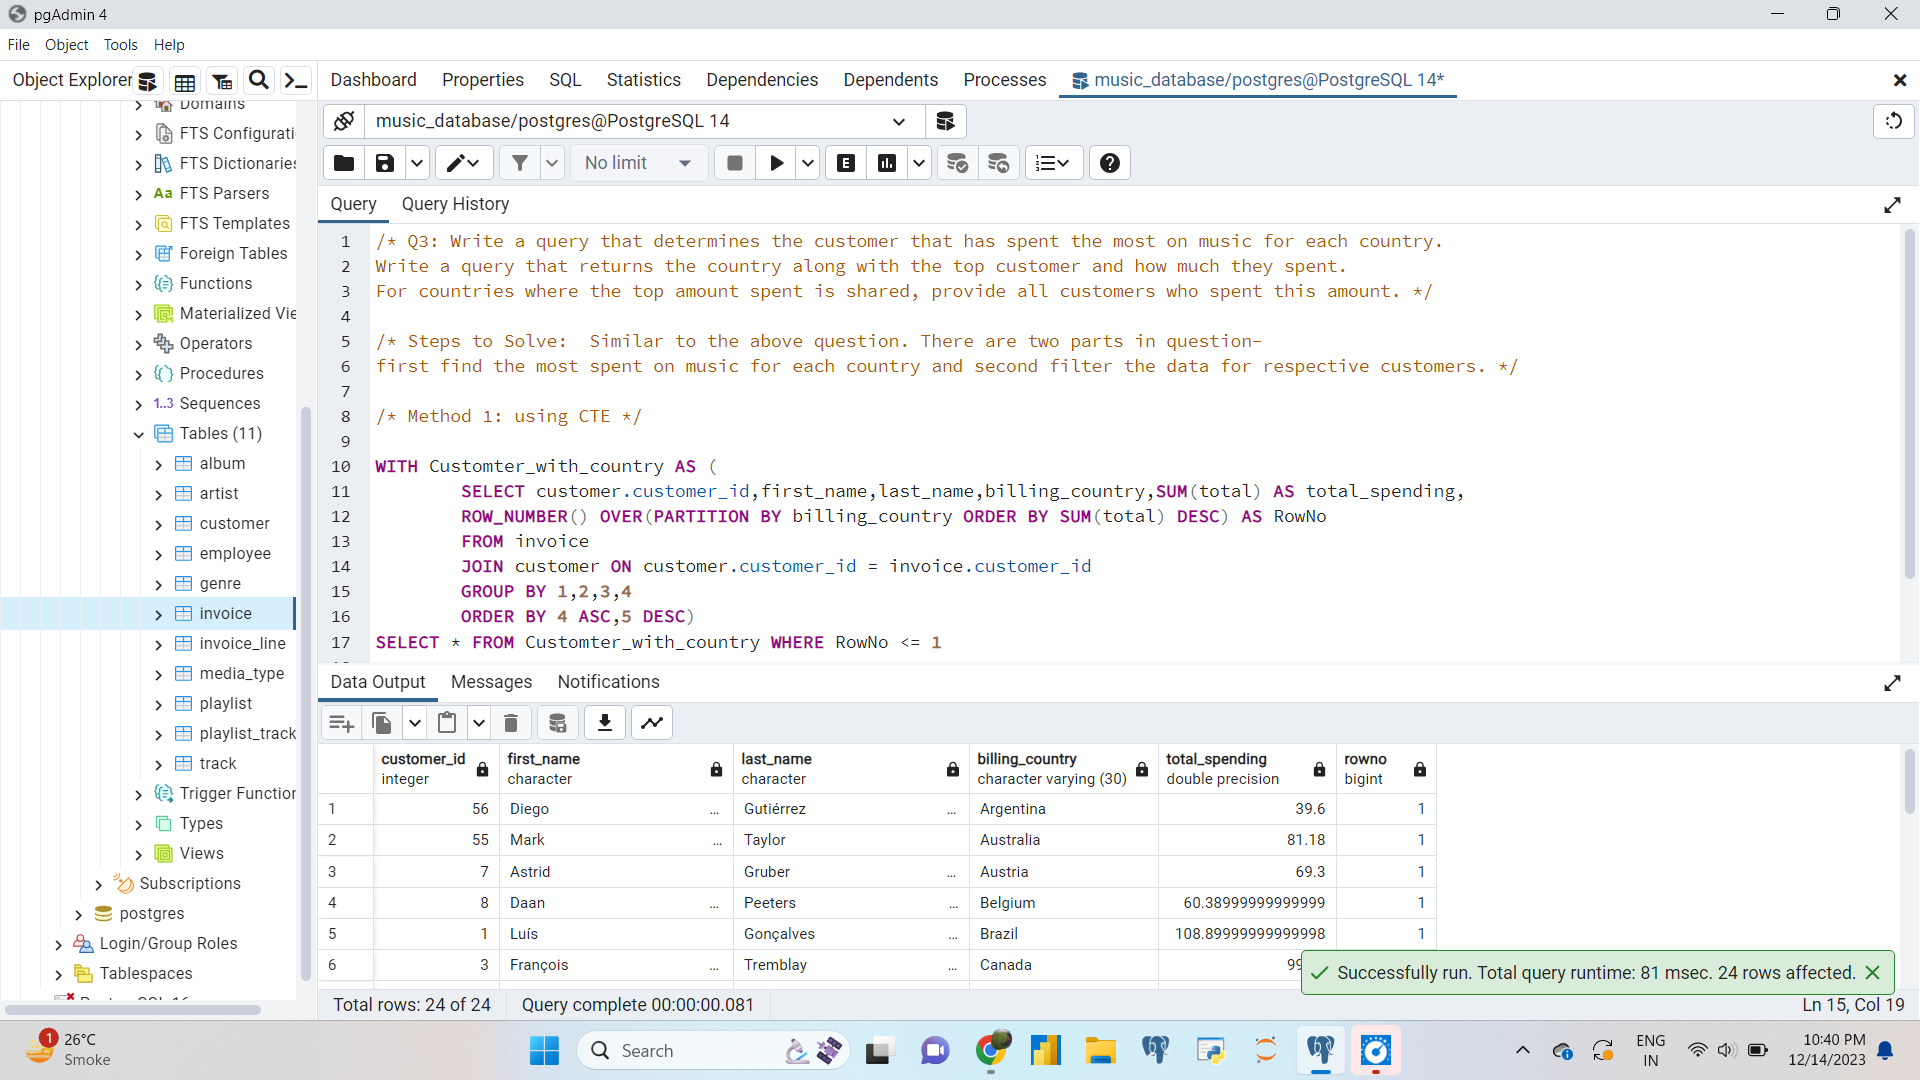 pgAdmin 4
File Object Tools Help
Object Explorer
Dashboard Properties SQL Statistics Dependencies Dependents Processes music_database/postgres@PostgreSQL 14*
Domains
FTS Configurati
FTS Dictionaries
Aa FTS Parsers
FTS Templates
Foreign Tables
Functions
Materialized Vie
Operators
Procedures
1..3 Sequences
Tables (11)
album
artist
customer
employee
genre
invoice
invoice_line
media_type
playlist
playlist_track
track
Trigger Function
Types
Views
Subscriptions
postgres
Login/Group Roles
Tablespaces
music_database/postgres@PostgreSQL 14
No limit E
Query Query History
1 /* Q3: Write a query that determines the customer that has spent the most on music for each country.
2 Write a query that returns the country along with the top customer and how much they spent.
3 For countries where the top amount spent is shared, provide all customers who spent this amount. */
4
5 /* Steps to Solve:  Similar to the above question. There are two parts in question-
6 first find the most spent on music for each country and second filter the data for respective customers. */
7
8 /* Method 1: using CTE */
9
10 WITH Customter_with_country AS (
11 SELECT customer.customer_id,first_name,last_name,billing_country,SUM(total) AS total_spending,
12 ROW_NUMBER() OVER(PARTITION BY billing_country ORDER BY SUM(total) DESC) AS RowNo
13 FROM invoice
14 JOIN customer ON customer.customer_id = invoice.customer_id
15 GROUP BY 1,2,3,4
16 ORDER BY 4 ASC,5 DESC)
17 SELECT * FROM Customter_with_country WHERE RowNo <= 1
Data Output Messages Notifications
customer_id first_name last_name billing_country total_spending rowno
integer character character character varying (30) double precision bigint
1 56 Diego ... Gutiérrez ... Argentina 39.6 1
2 55 Mark ... Taylor Australia 81.18 1
3 7 Astrid Gruber ... Austria 69.3 1
4 8 Daan ... Peeters ... Belgium 60.38999999999999 1
5 1 Luís Gonçalves ... Brazil 108.89999999999998 1
6 3 François ... Tremblay ... Canada 99
Successfully run. Total query runtime: 81 msec. 24 rows affected.
Total rows: 24 of 24 Query complete 00:00:00.081 Ln 15, Col 19
1 26°C
Smoke
Search
ENG
IN
10:40 PM
12/14/2023